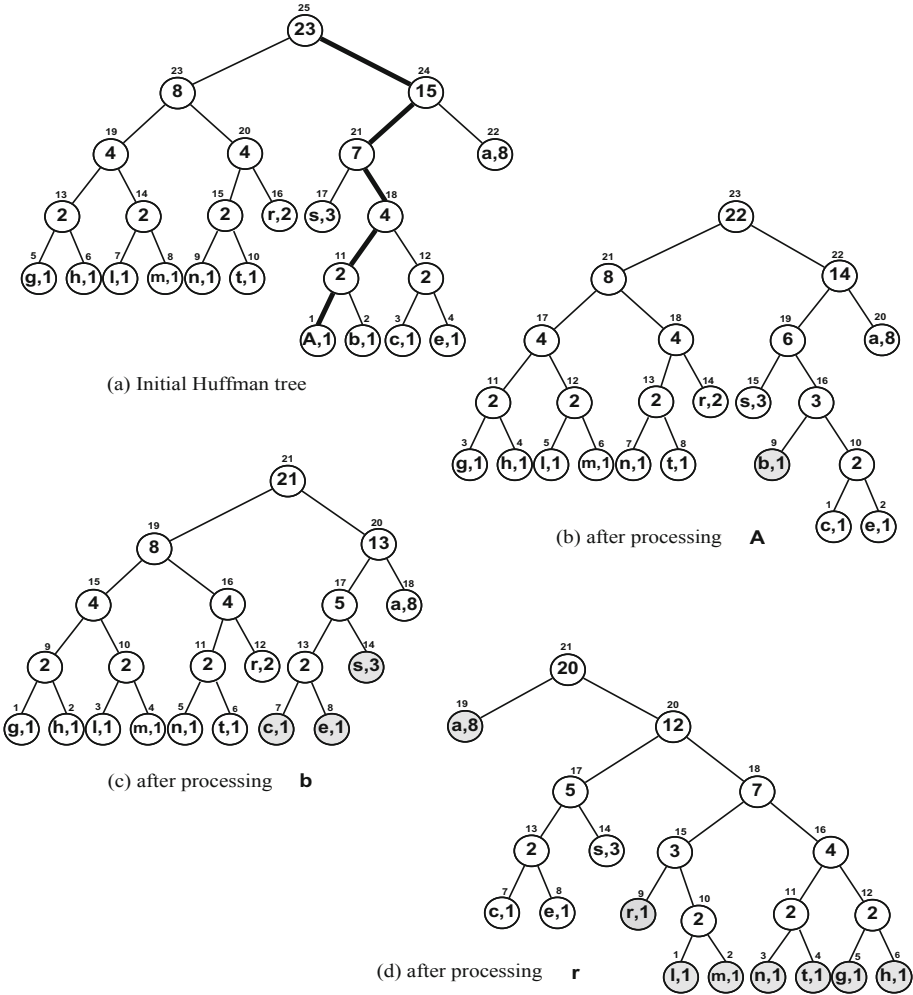 25
23
23
8
24
15
19
4
20
4
21
7
22
a,8
13
2
14
2
15
2
16
r,2
17
s,3
18
4
5
g,1
6
h,1
7
l,1
8
m,1
9
n,1
10
t,1
11
2
12
2
1
A,1
2
b,1
3
c,1
4
e,1
(a) Initial Huffman tree
23
22
21
8
22
14
17
4
18
4
19
6
20
a,8
11
2
12
2
13
2
14
r,2
15
s,3
16
3
3
g,1
4
h,1
5
l,1
6
m,1
7
n,1
8
t,1
9
b,1
10
2
1
c,1
2
e,1
(b) after processing A
21
21
19
8
20
13
15
4
16
4
17
5
18
a,8
9
2
10
2
11
2
12
r,2
13
2
14
s,3
1
g,1
2
h,1
3
l,1
4
m,1
5
n,1
6
t,1
7
c,1
8
e,1
(c) after processing b
21
20
19
a,8
20
12
17
5
18
7
13
2
14
s,3
15
3
16
4
7
c,1
8
e,1
9
r,1
10
2
11
2
12
2
1
l,1
2
m,1
3
n,1
4
t,1
5
g,1
6
h,1
(d) after processing r